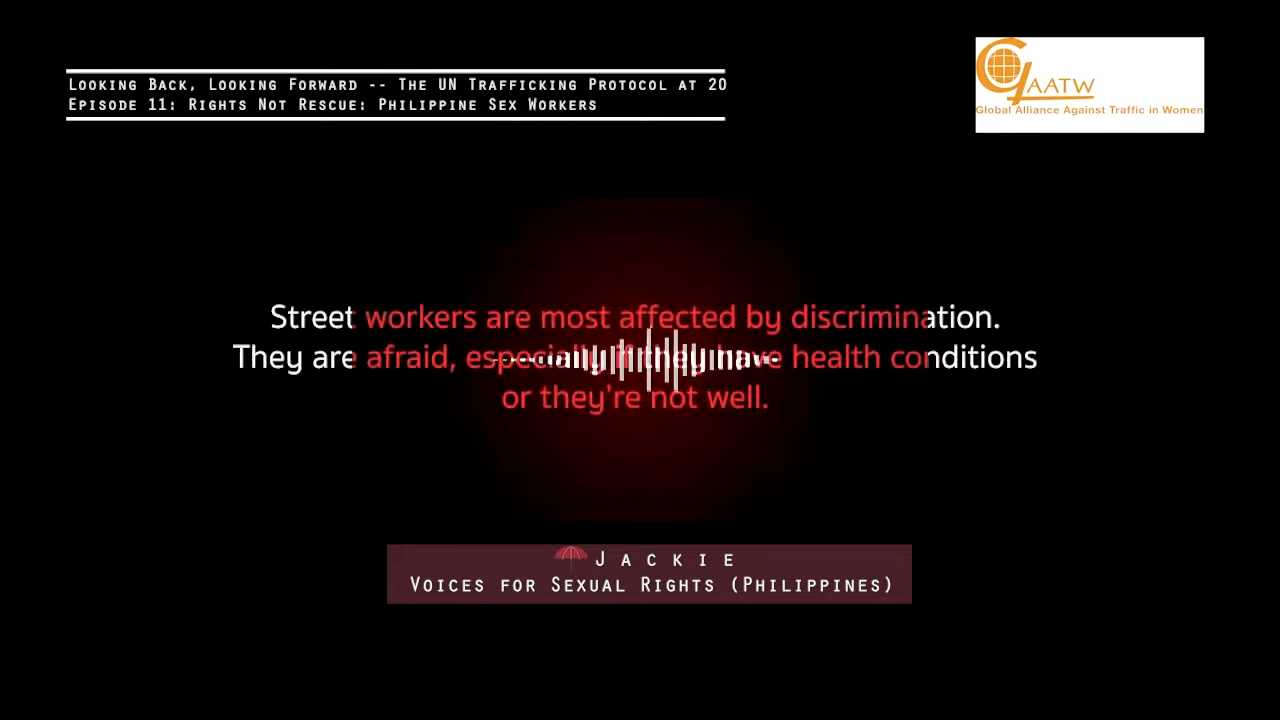 Looking Back, Looking Forward -- The UN Trafficking Protocol at 20
Episode 11: Rights Not Rescue: Philippine Sex Workers
GAATW
Global Alliance Against Traffic in Women
Street workers are most affected by discrimination.
They are afraid, especially if they have health conditions
or they're not well.
Jackie
Voices for Sexual Rights (Philippines)